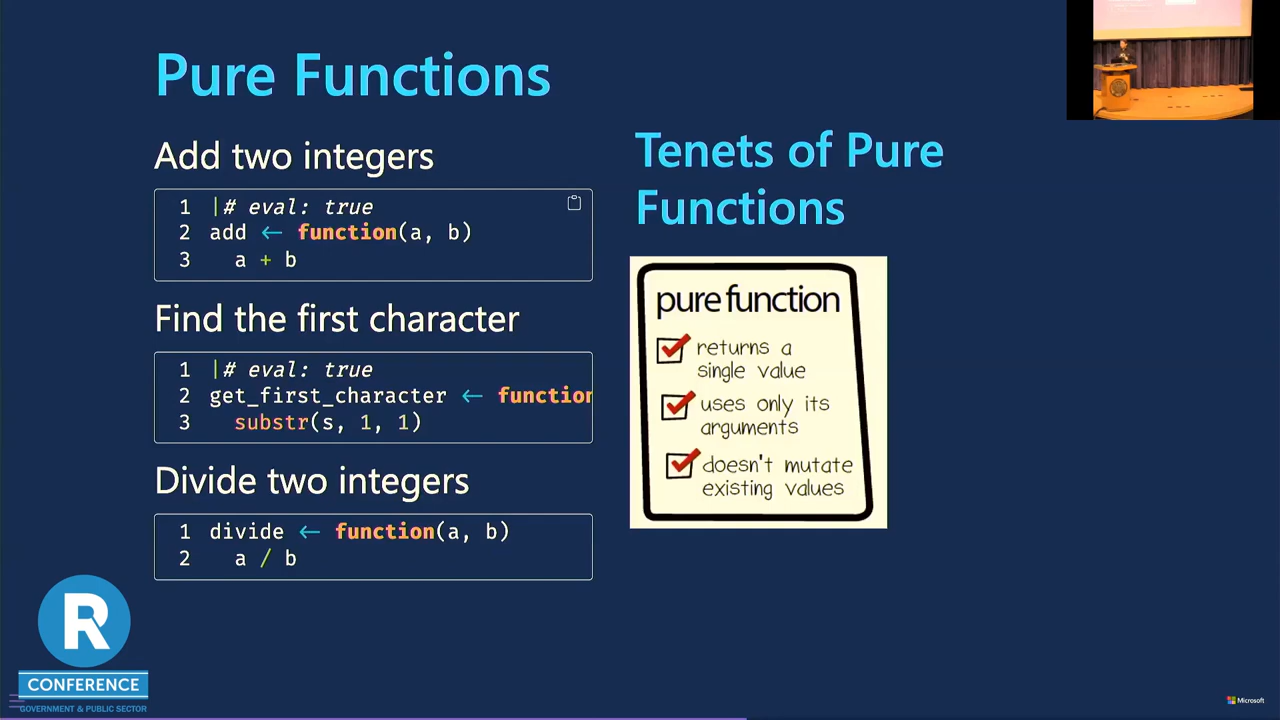 Pure Functions
Add two integers
1 |# eval: true
2 add ← function(a, b)
3 a + b
Find the first character
1 |# eval: true
2 get_first_character ← function
3 substr(s, 1, 1)
Divide two integers
1 divide ← function(a, b)
2 a / b
Tenets of Pure
Functions
pure function
returns a
single value
uses only its
arguments
doesn't mutate
existing values
R
CONFERENCE
GOVERNMENT & PUBLIC SECTOR
Microsoft